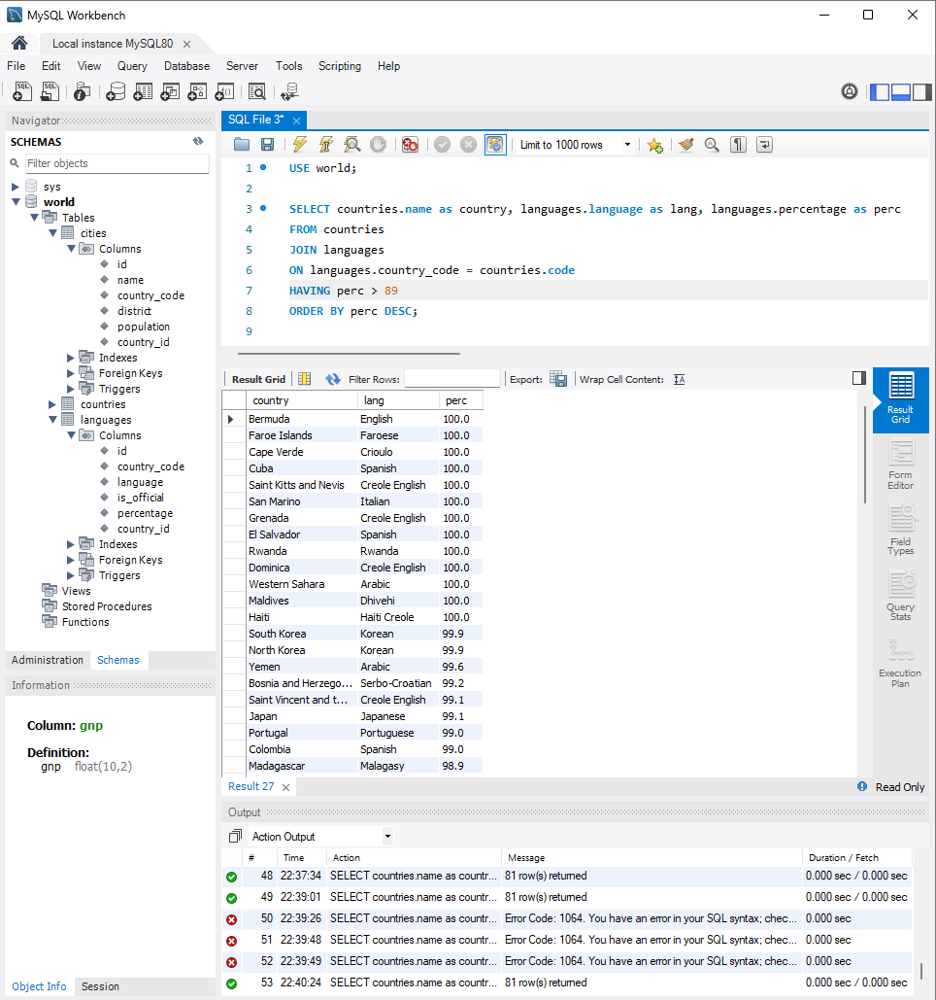 MySQL Workbench
Local instance MySQL80
File Edit View Query Database Server Tools Scripting Help
Navigator
SCHEMAS
Filter objects
sys
world
Tables
cities
Columns
id
name
country_code
district
population
country_id
Indexes
Foreign Keys
Triggers
countries
languages
Columns
id
country_code
language
is_official
percentage
country_id
Indexes
Foreign Keys
Triggers
Views
Stored Procedures
Functions
Administration Schemas
Information
Column: gnp
Definition:
gnp float(10,2)
Object Info Session
SQL File 3*
Limit to 1000 rows
1 USE world;
2
3 SELECT countries.name as country, languages.language as lang, languages.percentage as perc
4 FROM countries
5 JOIN languages
6 ON languages.country_code = countries.code
7 HAVING perc > 89
8 ORDER BY perc DESC;
9
Result Grid Filter Rows: Export: Wrap Cell Content:
country lang perc
Bermuda English 100.0
Faroe Islands Faroese 100.0
Cape Verde Crioulo 100.0
Cuba Spanish 100.0
Saint Kitts and Nevis Creole English 100.0
San Marino Italian 100.0
Grenada Creole English 100.0
El Salvador Spanish 100.0
Rwanda Rwanda 100.0
Dominica Creole English 100.0
Western Sahara Arabic 100.0
Maldives Dhivehi 100.0
Haiti Haiti Creole 100.0
South Korea Korean 99.9
North Korea Korean 99.9
Yemen Arabic 99.6
Bosnia and Herzego... Serbo-Croatian 99.2
Saint Vincent and t... Creole English 99.1
Japan Japanese 99.1
Portugal Portuguese 99.0
Colombia Spanish 99.0
Madagascar Malagasy 98.9
Result Grid
Form Editor
Field Types
Query Stats
Execution Plan
Result 27
Read Only
Output
Action Output
# Time Action Message Duration / Fetch
48 22:37:34 SELECT countries.name as countr... 81 row(s) returned 0.000 sec / 0.000 sec
49 22:39:01 SELECT countries.name as countr... 81 row(s) returned 0.000 sec / 0.000 sec
50 22:39:26 SELECT countries.name as countr... Error Code: 1064. You have an error in your SQL syntax; chec... 0.000 sec
51 22:39:48 SELECT countries.name as countr... Error Code: 1064. You have an error in your SQL syntax; chec... 0.000 sec
52 22:39:49 SELECT countries.name as countr... Error Code: 1064. You have an error in your SQL syntax; chec... 0.000 sec
53 22:40:24 SELECT countries.name as countr... 81 row(s) returned 0.000 sec / 0.000 sec